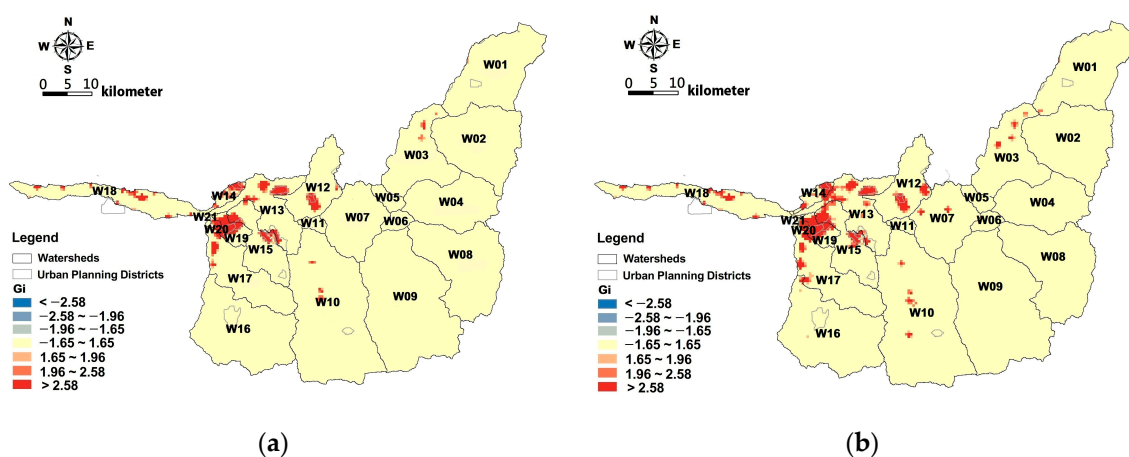 N
W E
S
0 5 10 kilometer
W01
W02
W03
W12
W05
W18
W14
W04
W21
W13
W11
W07
W06
W20
W19
W15
W08
W17
W09
W10
W16
Legend
Watersheds
Urban Planning Districts
Gi
< −2.58
−2.58 ~ −1.96
−1.96 ~ −1.65
−1.65 ~ 1.65
1.65 ~ 1.96
1.96 ~ 2.58
> 2.58
(a)
N
W E
S
0 5 10 kilometer
W01
W02
W03
W12
W05
W18
W14
W04
W21
W13
W11
W07
W06
W20
W19
W15
W08
W17
W09
W10
W16
Legend
Watersheds
Urban Planning Districts
Gi
< −2.58
−2.58 ~ −1.96
−1.96 ~ −1.65
−1.65 ~ 1.65
1.65 ~ 1.96
1.96 ~ 2.58
> 2.58
(b)